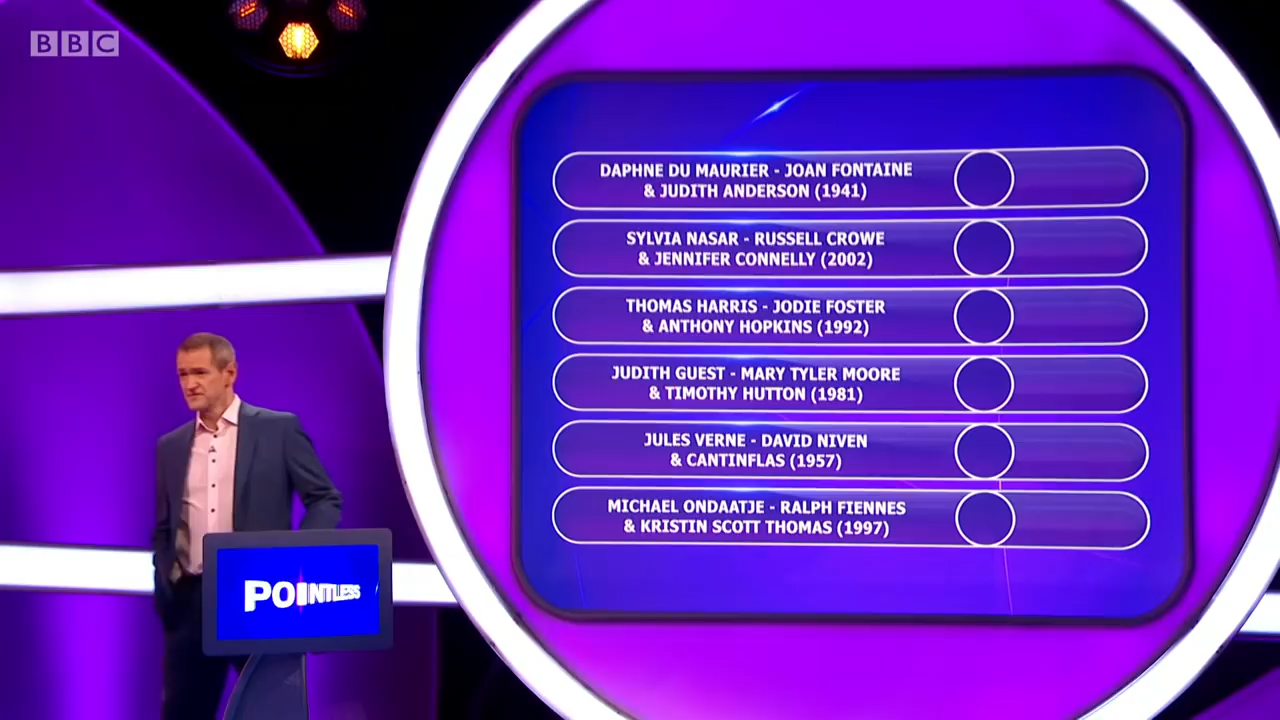 BBC
DAPHNE DU MAURIER - JOAN FONTAINE
& JUDITH ANDERSON (1941)
SYLVIA NASAR - RUSSELL CROWE
& JENNIFER CONNELLY (2002)
THOMAS HARRIS - JODIE FOSTER
& ANTHONY HOPKINS (1992)
JUDITH GUEST - MARY TYLER MOORE
& TIMOTHY HUTTON (1981)
JULES VERNE - DAVID NIVEN
& CANTINFLAS (1957)
MICHAEL ONDAATJE - RALPH FIENNES
& KRISTIN SCOTT THOMAS (1997)
POINTLESS